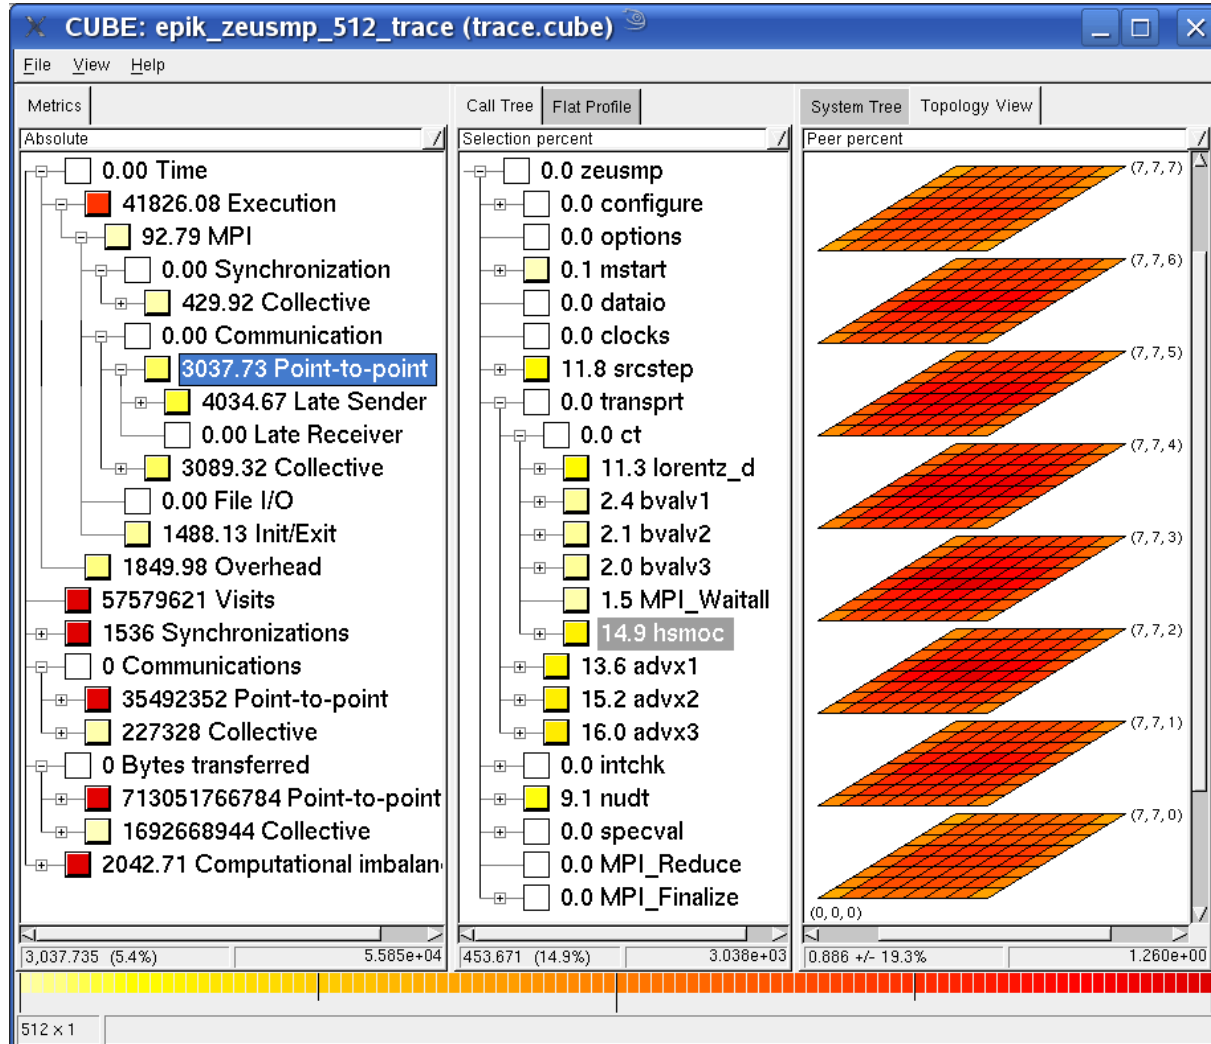 CUBE: epik_zeusmp_512_trace (trace.cube)
File View Help
Metrics
Absolute
0.00 Time
41826.08 Execution
92.79 MPI
0.00 Synchronization
429.92 Collective
0.00 Communication
3037.73 Point-to-point
4034.67 Late Sender
0.00 Late Receiver
3089.32 Collective
0.00 File I/O
1488.13 Init/Exit
1849.98 Overhead
57579621 Visits
1536 Synchronizations
0 Communications
35492352 Point-to-point
227328 Collective
0 Bytes transferred
713051766784 Point-to-point
1692668944 Collective
2042.71 Computational imbalan
3,037.735 (5.4%) 5.585e+04
Call Tree Flat Profile
Selection percent
0.0 zeusmp
0.0 configure
0.0 options
0.1 mstart
0.0 dataio
0.0 clocks
11.8 srcstep
0.0 transprt
0.0 ct
11.3 lorentz_d
2.4 bvalv1
2.1 bvalv2
2.0 bvalv3
1.5 MPI_Waitall
14.9 hsmoc
13.6 advx1
15.2 advx2
16.0 advx3
0.0 intchk
9.1 nudt
0.0 specval
0.0 MPI_Reduce
0.0 MPI_Finalize
453.671 (14.9%) 3.038e+03
System Tree Topology View
Peer percent
(7,7,7)
(7,7,6)
(7,7,5)
(7,7,4)
(7,7,3)
(7,7,2)
(7,7,1)
(7,7,0)
(0,0,0)
0.886 +/- 19.3% 1.260e+00
512 x 1